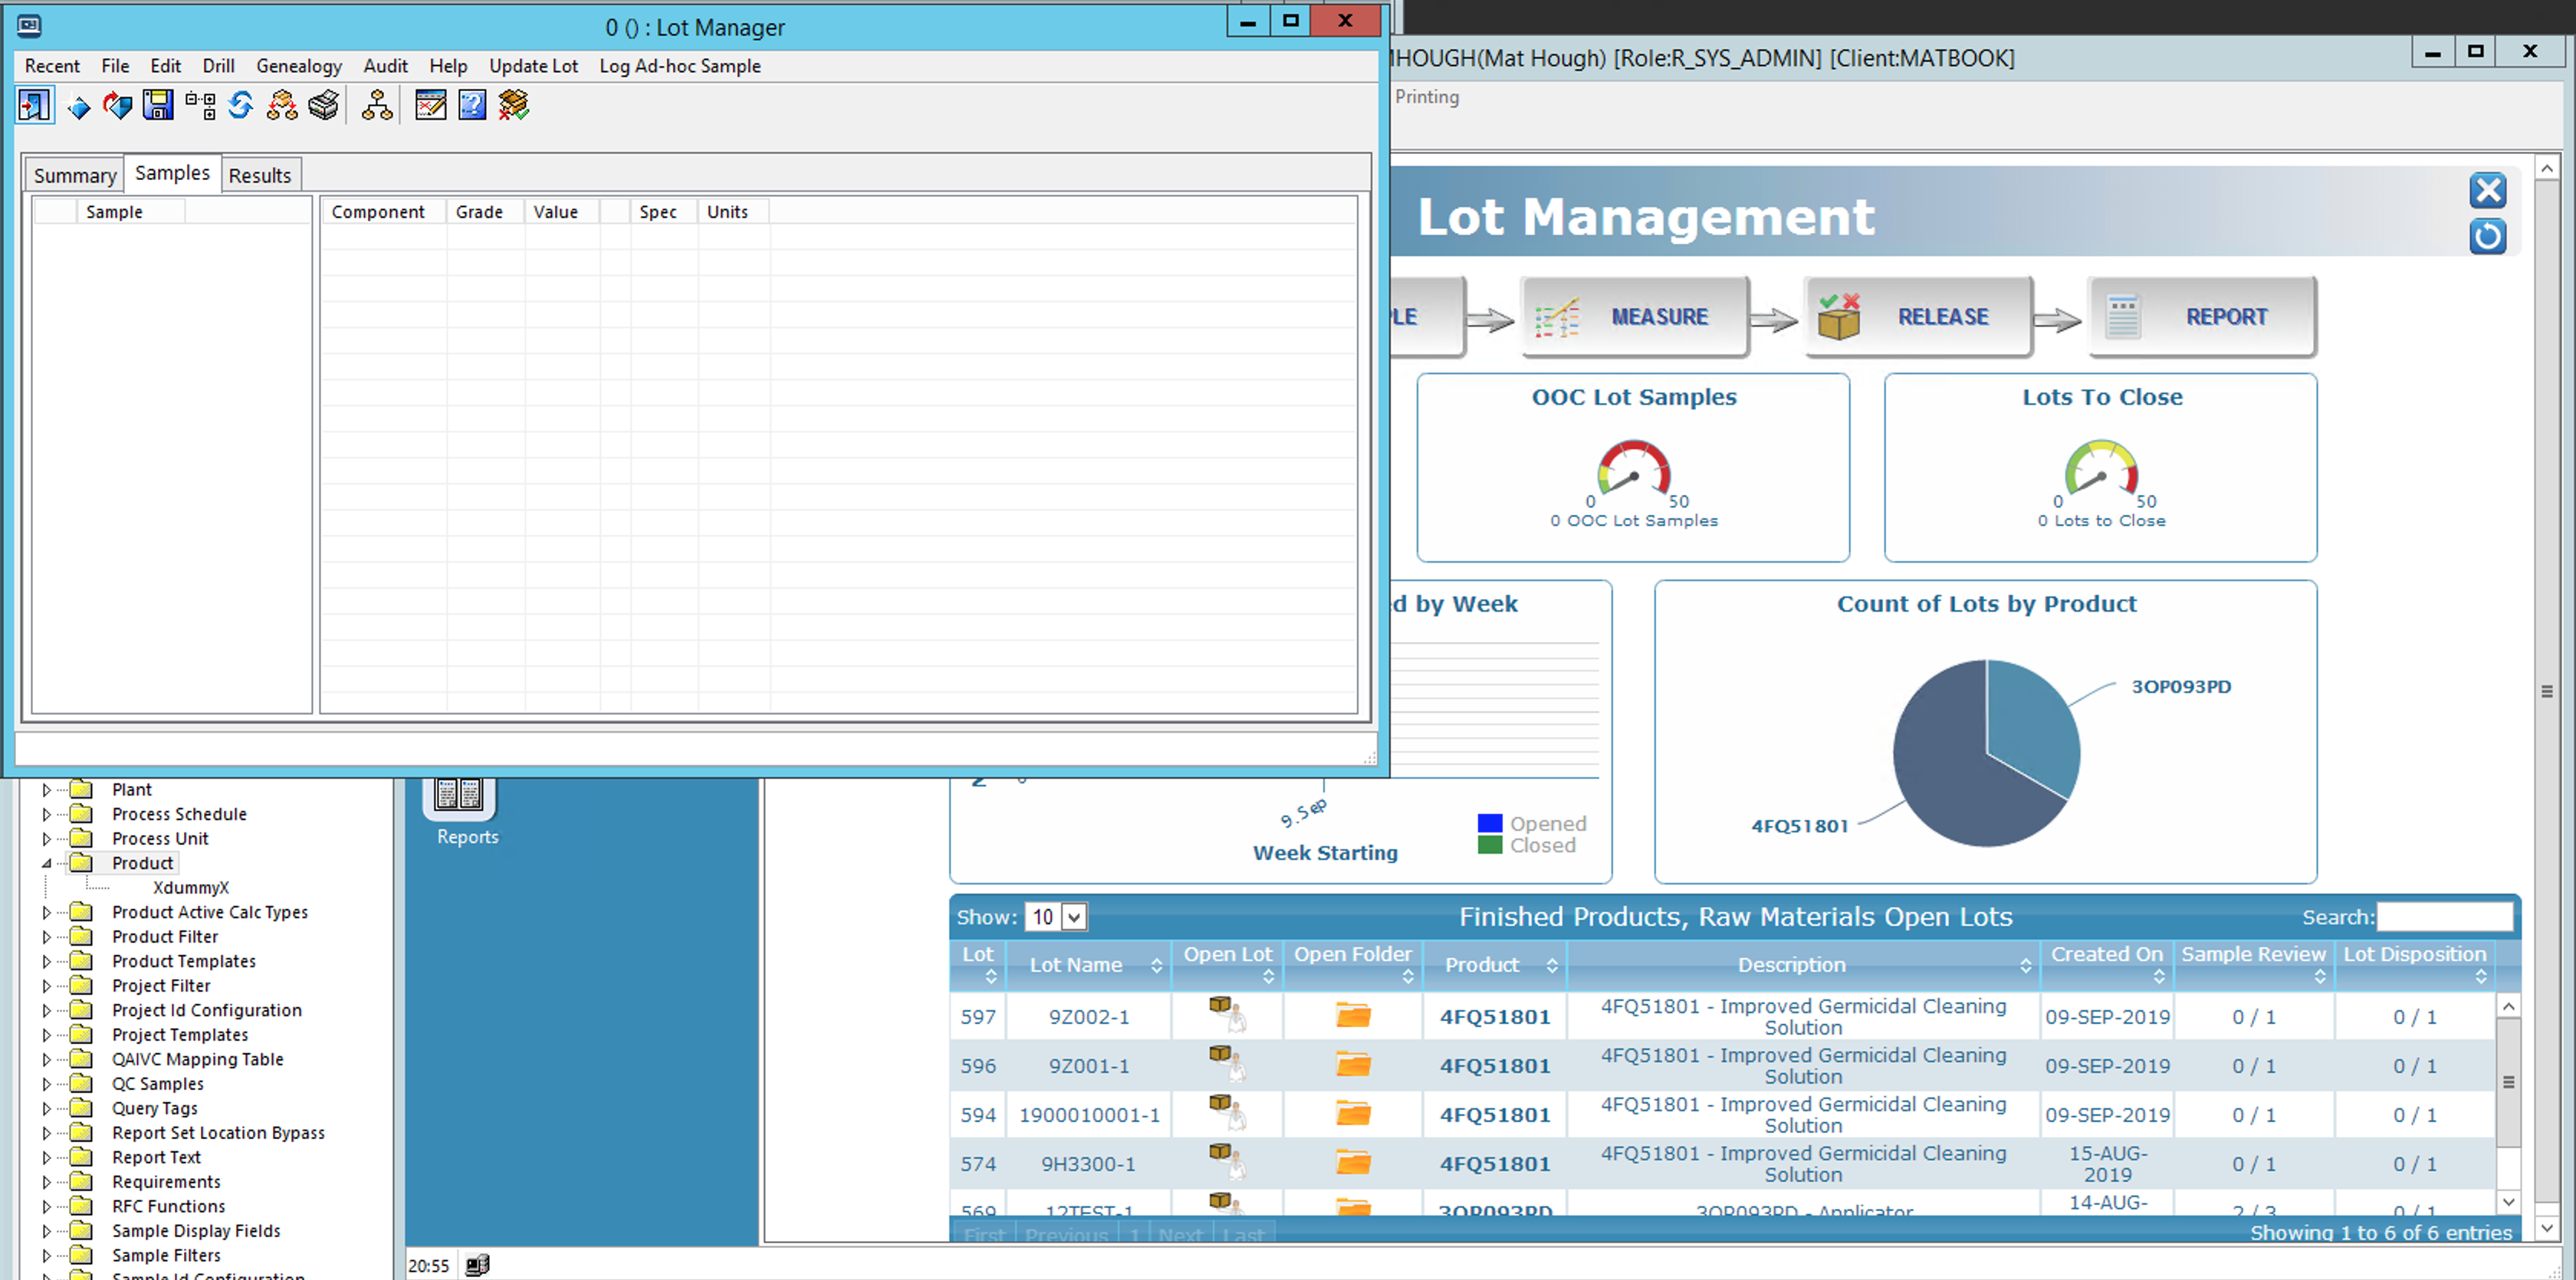 0 () : Lot Manager
Recent File Edit Drill Genealogy Audit Help Update Lot Log Ad-hoc Sample
Summary Samples Results
Sample
Component Grade Value Spec Units
HOUGH(Mat Hough) [Role:R_SYS_ADMIN] [Client:MATBOOK]
Printing
Lot Management
LE MEASURE RELEASE REPORT
OOC Lot Samples
0 50
0 OOC Lot Samples
Lots To Close
0 50
0 Lots to Close
d by Week
9.Sep
Week Starting
Opened
Closed
Count of Lots by Product
3OP093PD
4FQ51801
Plant
Process Schedule
Process Unit
Product
XdummyX
Product Active Calc Types
Product Filter
Product Templates
Project Filter
Project Id Configuration
Project Templates
QAIVC Mapping Table
QC Samples
Query Tags
Report Set Location Bypass
Report Text
Requirements
RFC Functions
Sample Display Fields
Sample Filters
Sample Id Configuration
Reports
Show: 10 Finished Products, Raw Materials Open Lots Search:
Lot Lot Name Open Lot Open Folder Product Description Created On Sample Review Lot Disposition
597 9Z002-1 4FQ51801 4FQ51801 - Improved Germicidal Cleaning Solution 09-SEP-2019 0 / 1 0 / 1
596 9Z001-1 4FQ51801 4FQ51801 - Improved Germicidal Cleaning Solution 09-SEP-2019 0 / 1 0 / 1
594 1900010001-1 4FQ51801 4FQ51801 - Improved Germicidal Cleaning Solution 09-SEP-2019 0 / 1 0 / 1
574 9H3300-1 4FQ51801 4FQ51801 - Improved Germicidal Cleaning Solution 15-AUG-2019 0 / 1 0 / 1
569 12TEST-1 3OP093PD 3OP093PD - Applicator 14-AUG- 2 / 3 0 / 1
First Previous 1 Next Last
Showing 1 to 6 of 6 entries
20:55